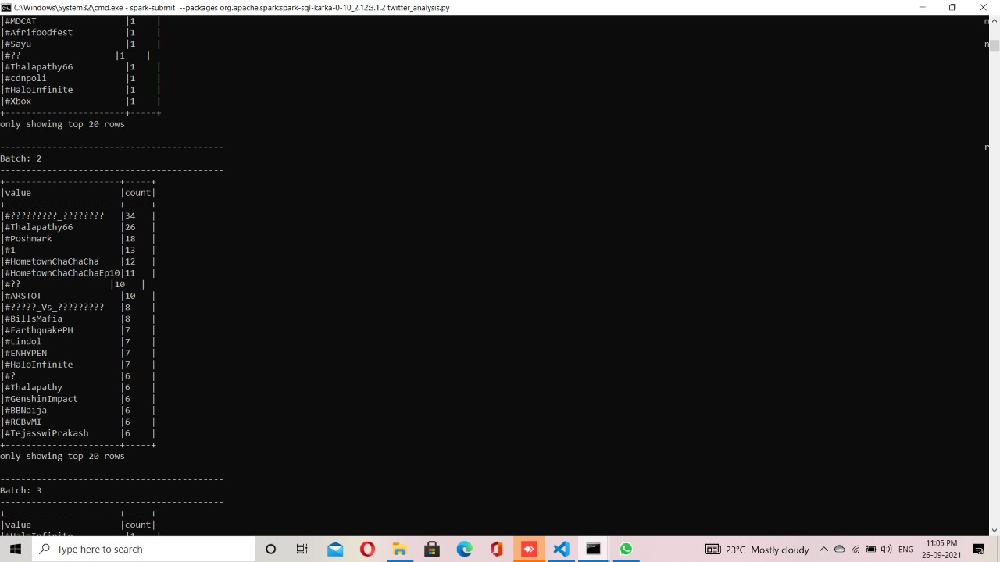 C:\Windows\System32\cmd.exe - spark-submit  --packages org.apache.spark:spark-sql-kafka-0-10_2.12:3.1.2 twitter_analysis.py
|#MDCAT                 |1    |
|#Afrifoodfest          |1    |
|#Sayu                  |1    |
|#??                  |1    |
|#Thalapathy66          |1    |
|#cdnpoli               |1    |
|#HaloInfinite          |1    |
|#Xbox                  |1    |
+-----------------------+-----+
only showing top 20 rows
-------------------------------------------
Batch: 2
-------------------------------------------
+----------------------+-----+
|value                 |count|
+----------------------+-----+
|#?????????_????????   |34   |
|#Thalapathy66         |26   |
|#Poshmark             |18   |
|#1                    |13   |
|#HometownChaChaCha    |12   |
|#HometownChaChaChaEp10|11   |
|#??                 |10   |
|#ARSTOT               |10   |
|#?????_Vs_?????????   |8    |
|#BillsMafia           |8    |
|#EarthquakePH         |7    |
|#Lindol               |7    |
|#ENHYPEN              |7    |
|#HaloInfinite         |7    |
|#?                    |6    |
|#Thalapathy           |6    |
|#GenshinImpact        |6    |
|#BBNaija              |6    |
|#RCBvMI               |6    |
|#TejasswiPrakash      |6    |
+----------------------+-----+
only showing top 20 rows
-------------------------------------------
Batch: 3
-------------------------------------------
+----------------------+-----+
|value                 |count|
|#HaloInfinite         |1    |
Type here to search
23°C Mostly cloudy
ENG
11:05 PM
26-09-2021